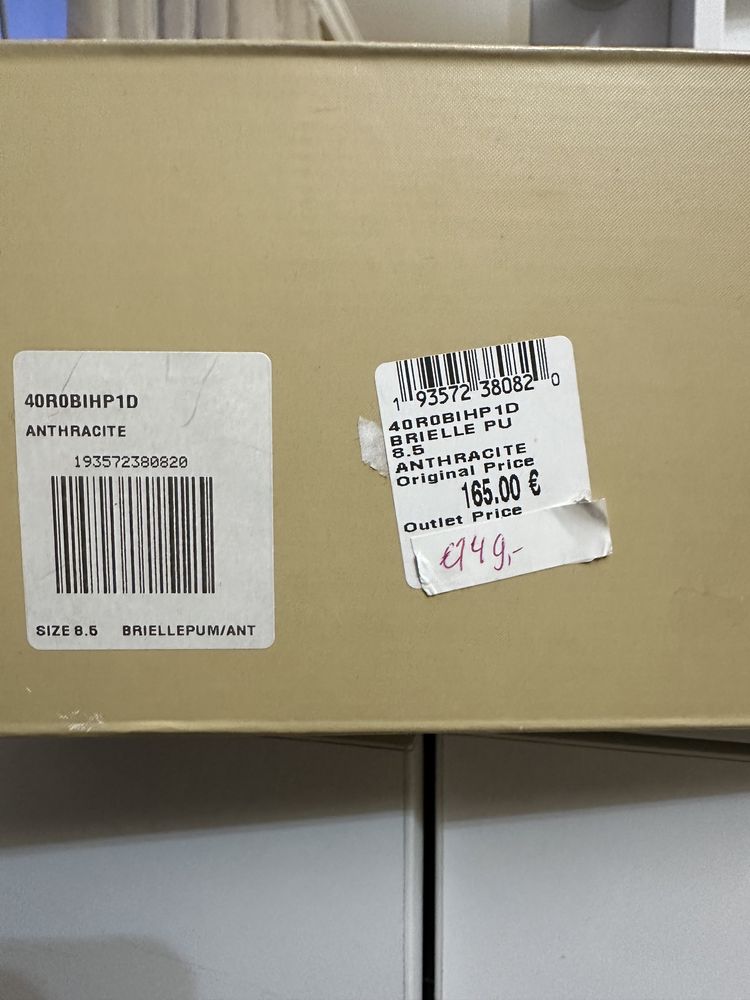 40R0BIHP1D
ANTHRACITE
193572380820
SIZE 8.5 BRIELLEPUM/ANT
1 93572 38082 0
40R0BIHP1D
BRIELLE PU
8.5
ANTHRACITE
Original Price
165.00 €
Outlet Price
€149,-